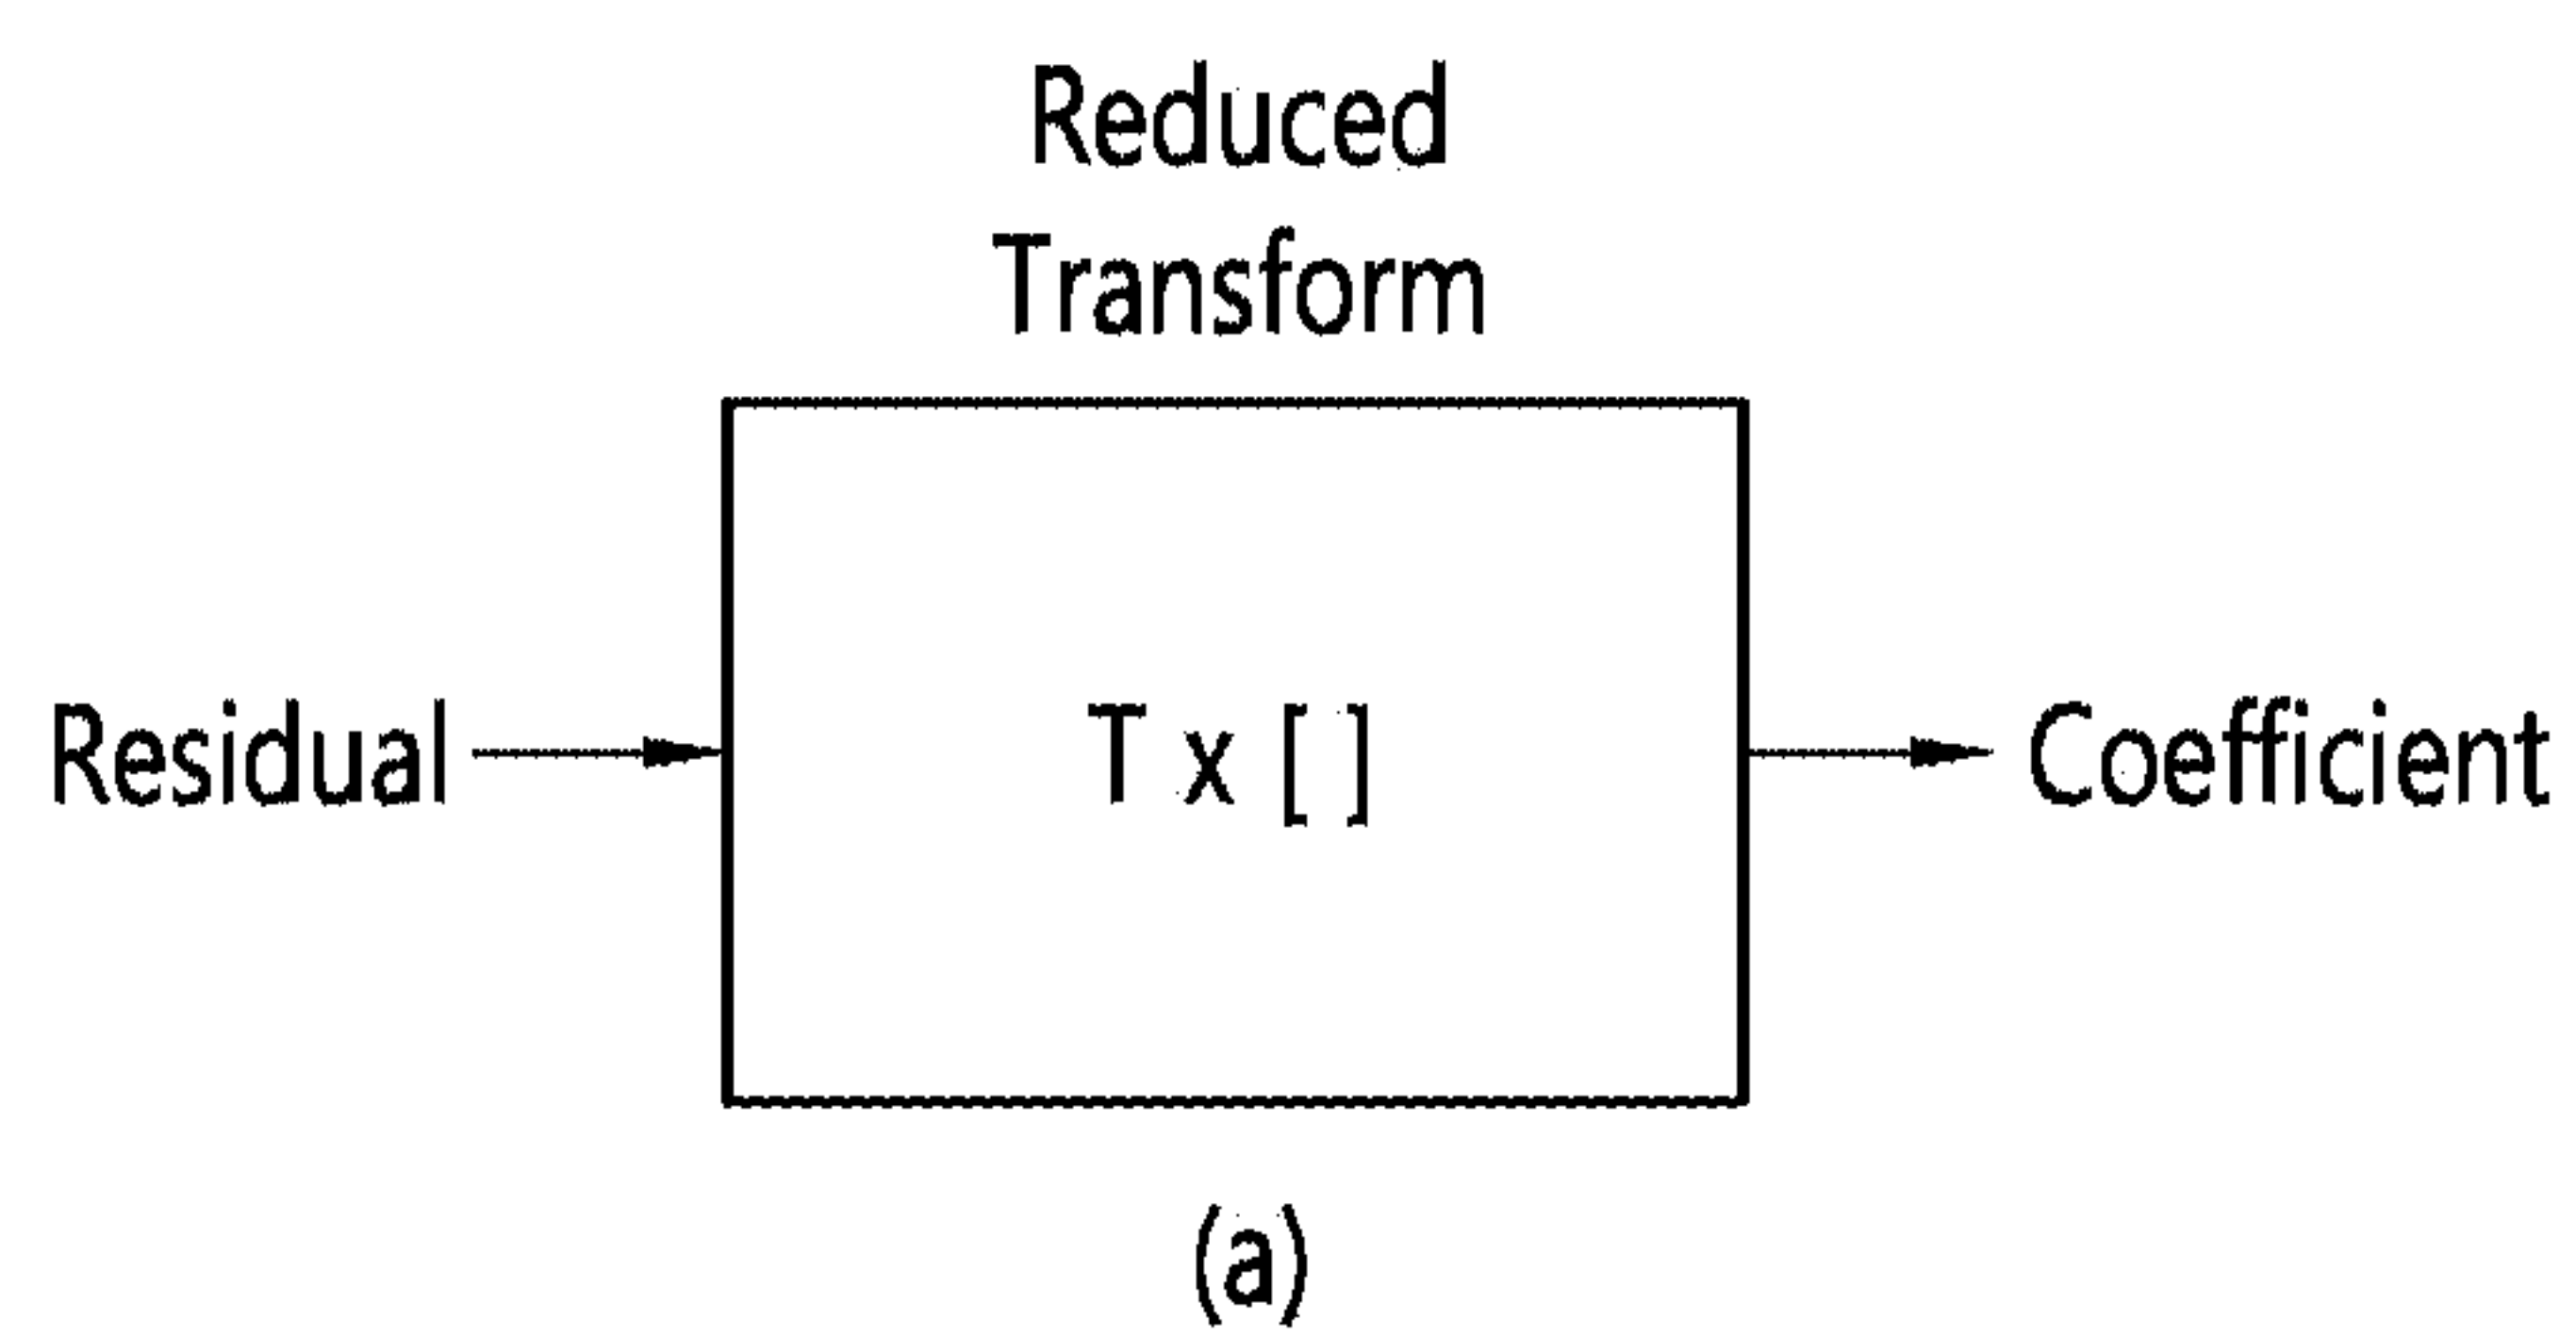 Reduced
Transform
Residual
T x [ ]
Coefficient
(a)